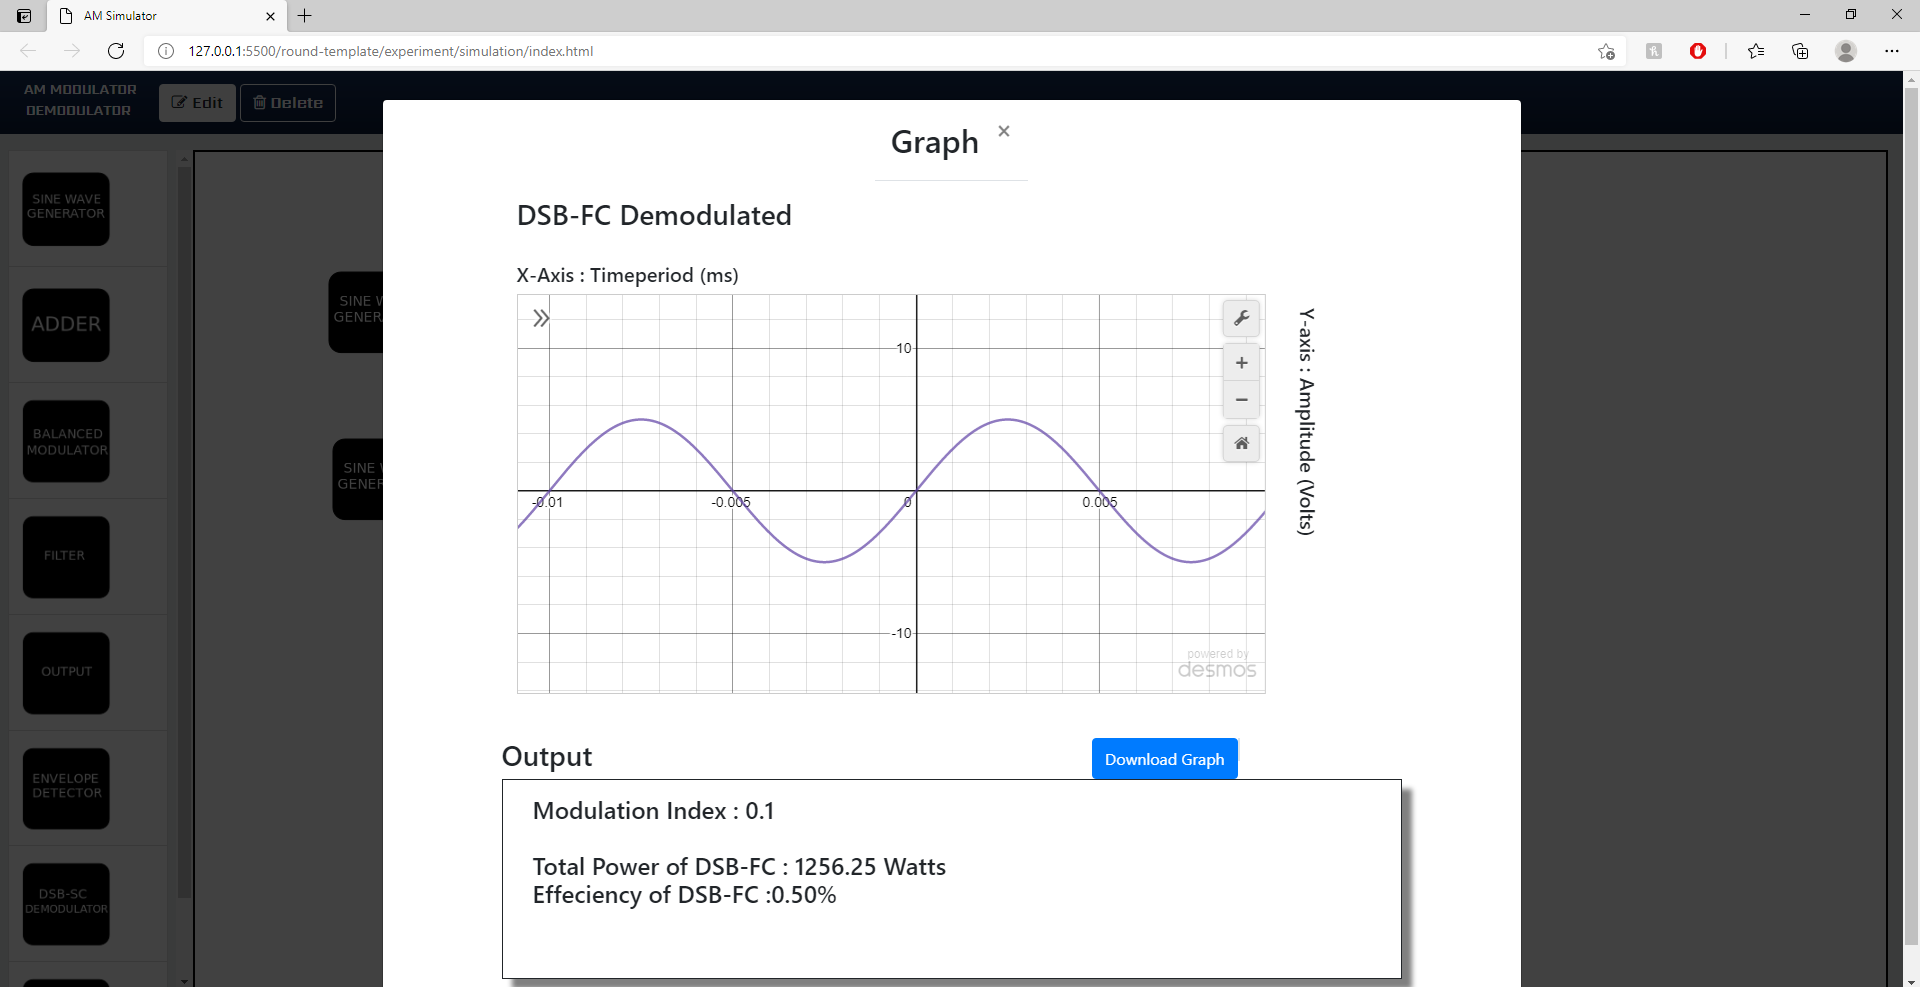 AM Simulator
127.0.0.1:5500/round-template/experiment/simulation/index.html
AM MODULATOR
DEMODULATOR
Edit
Delete
SINE WAVE
GENERATOR
ADDER
BALANCED
MODULATOR
FILTER
OUTPUT
ENVELOPE
DETECTOR
DSB-SC
DEMODULATOR
SINE
GENER
SINE
GENER
Graph ×
DSB-FC Demodulated
X-Axis : Timeperiod (ms)
10
-0.01 -0.005 0 0.005
-10
powered by
desmos
Y-axis : Amplitude (Volts)
Output
Download Graph
Modulation Index : 0.1
Total Power of DSB-FC : 1256.25 Watts
Effeciency of DSB-FC :0.50%